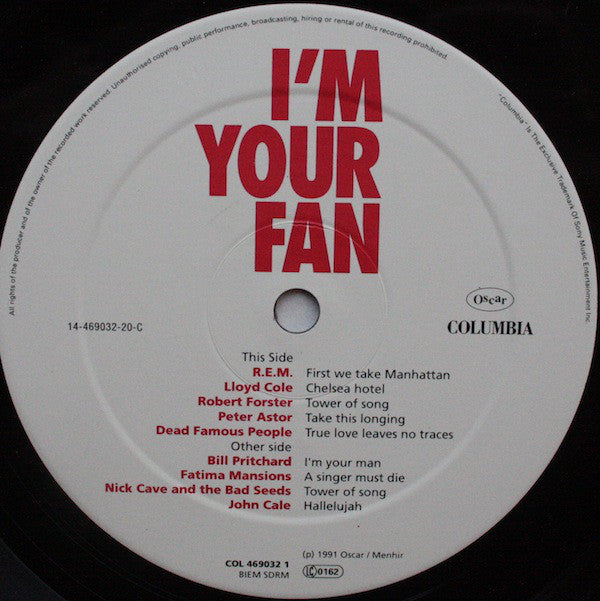 All rights of the producer and of the owner of the recorded work reserved. Unauthorised copying, public performance, broadcasting, hiring or rental of this recording prohibited.
"Columbia" Is The Exclusive Trademark Of Sony Music Entertainment Inc.
I'M
YOUR
FAN
Oscar
14-469032-20-C
COLUMBIA
This Side
R.E.M. First we take Manhattan
Lloyd Cole Chelsea hotel
Robert Forster Tower of song
Peter Astor Take this longing
Dead Famous People True love leaves no traces
Other side
Bill Pritchard I'm your man
Fatima Mansions A singer must die
Nick Cave and the Bad Seeds Tower of song
John Cale Hallelujah
(p) 1991 Oscar / Menhir
COL 469032 1
BIEM SDRM LC 0162